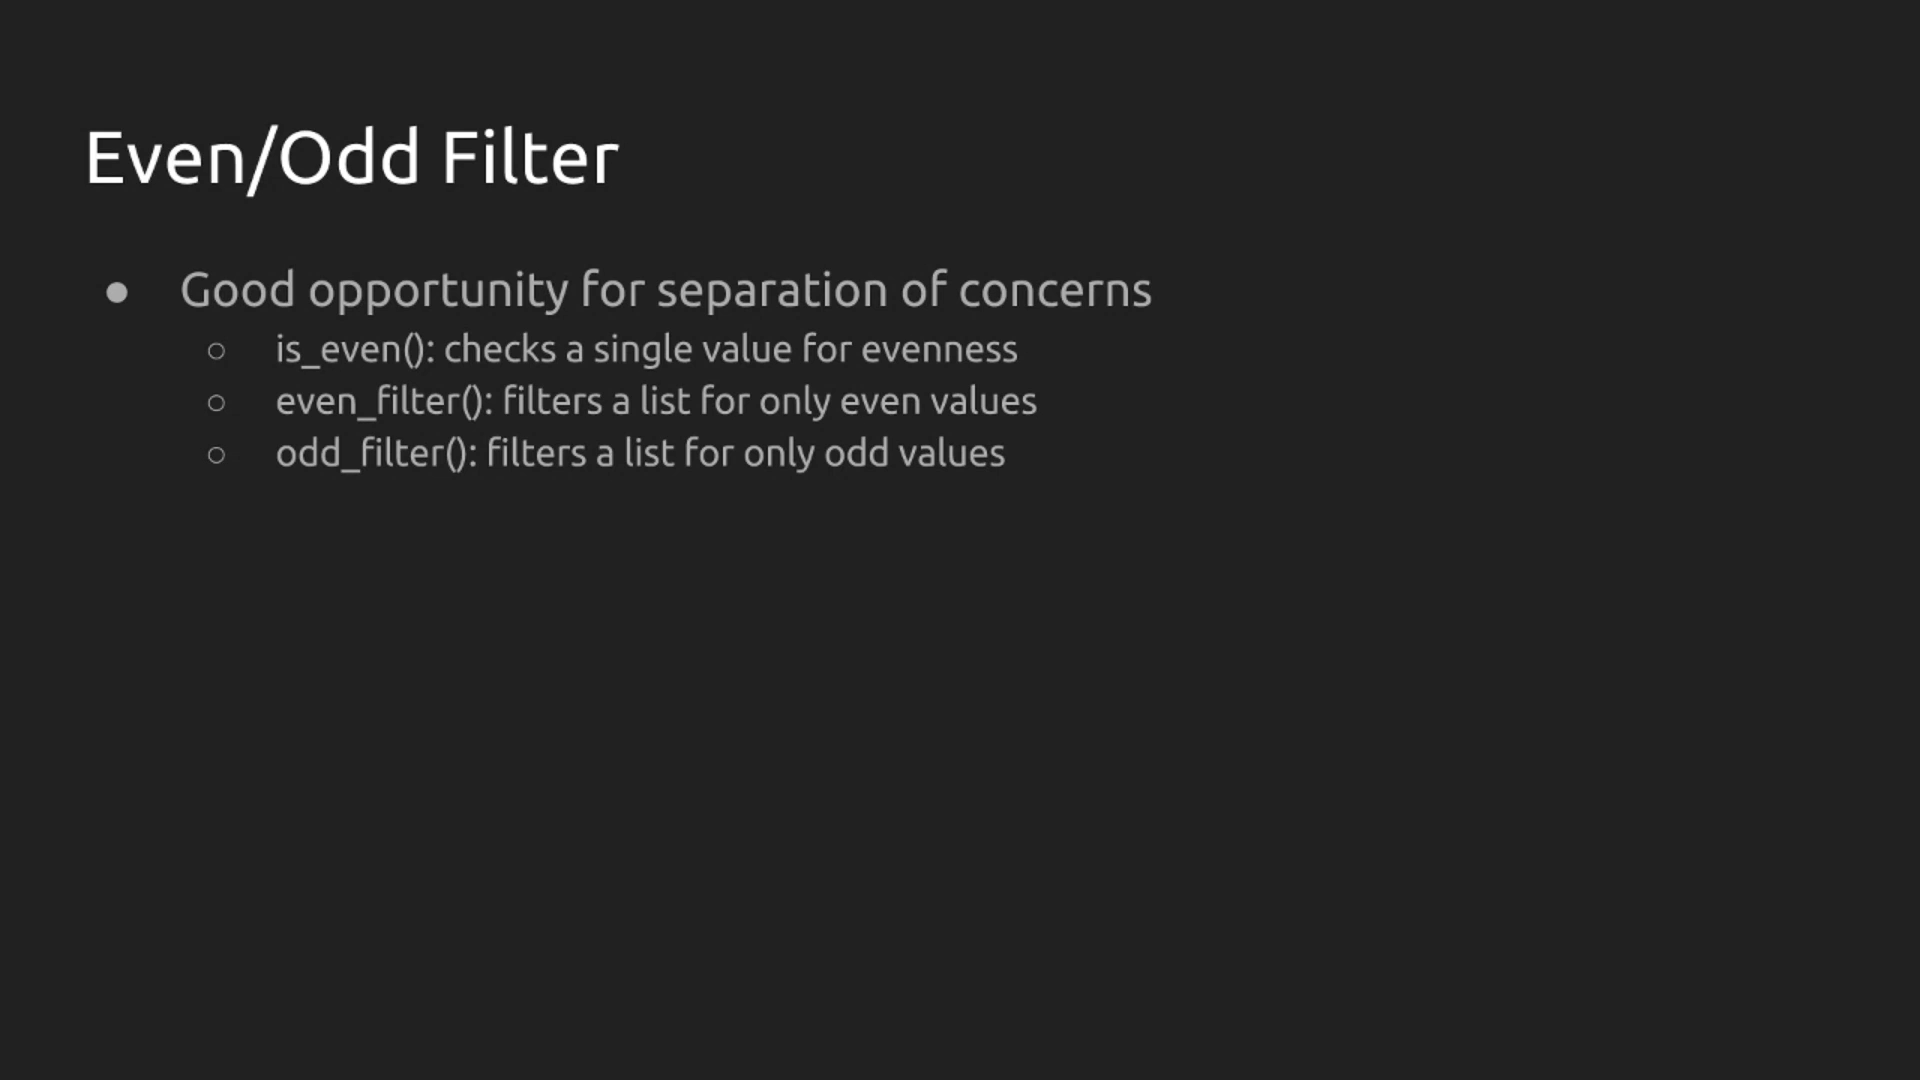 Even/Odd Filter
● Good opportunity for separation of concerns
○ is_even(): checks a single value for evenness
○ even_filter(): filters a list for only even values
○ odd_filter(): filters a list for only odd values